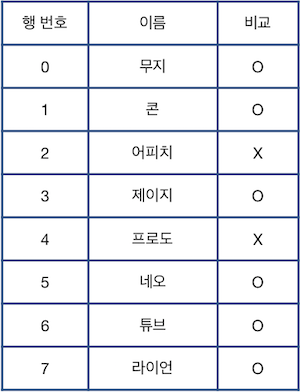 행 번호 이름 비교
0 무지 O
1 콘 O
2 어피치 X
3 제이지 O
4 프로도 X
5 네오 O
6 튜브 O
7 라이언 O